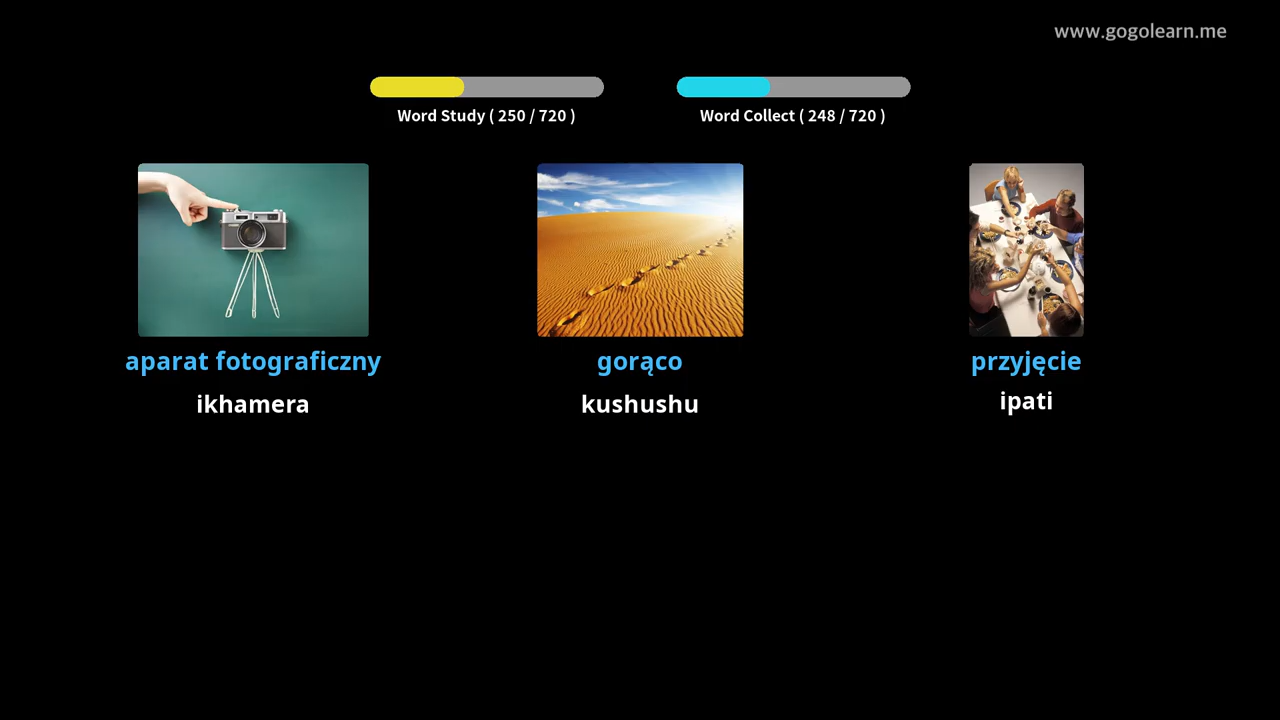 www.gogolearn.me
Word Study ( 250 / 720 )
Word Collect ( 248 / 720 )
aparat fotograficzny
gorąco
przyjęcie
ikhamera
kushushu
ipati